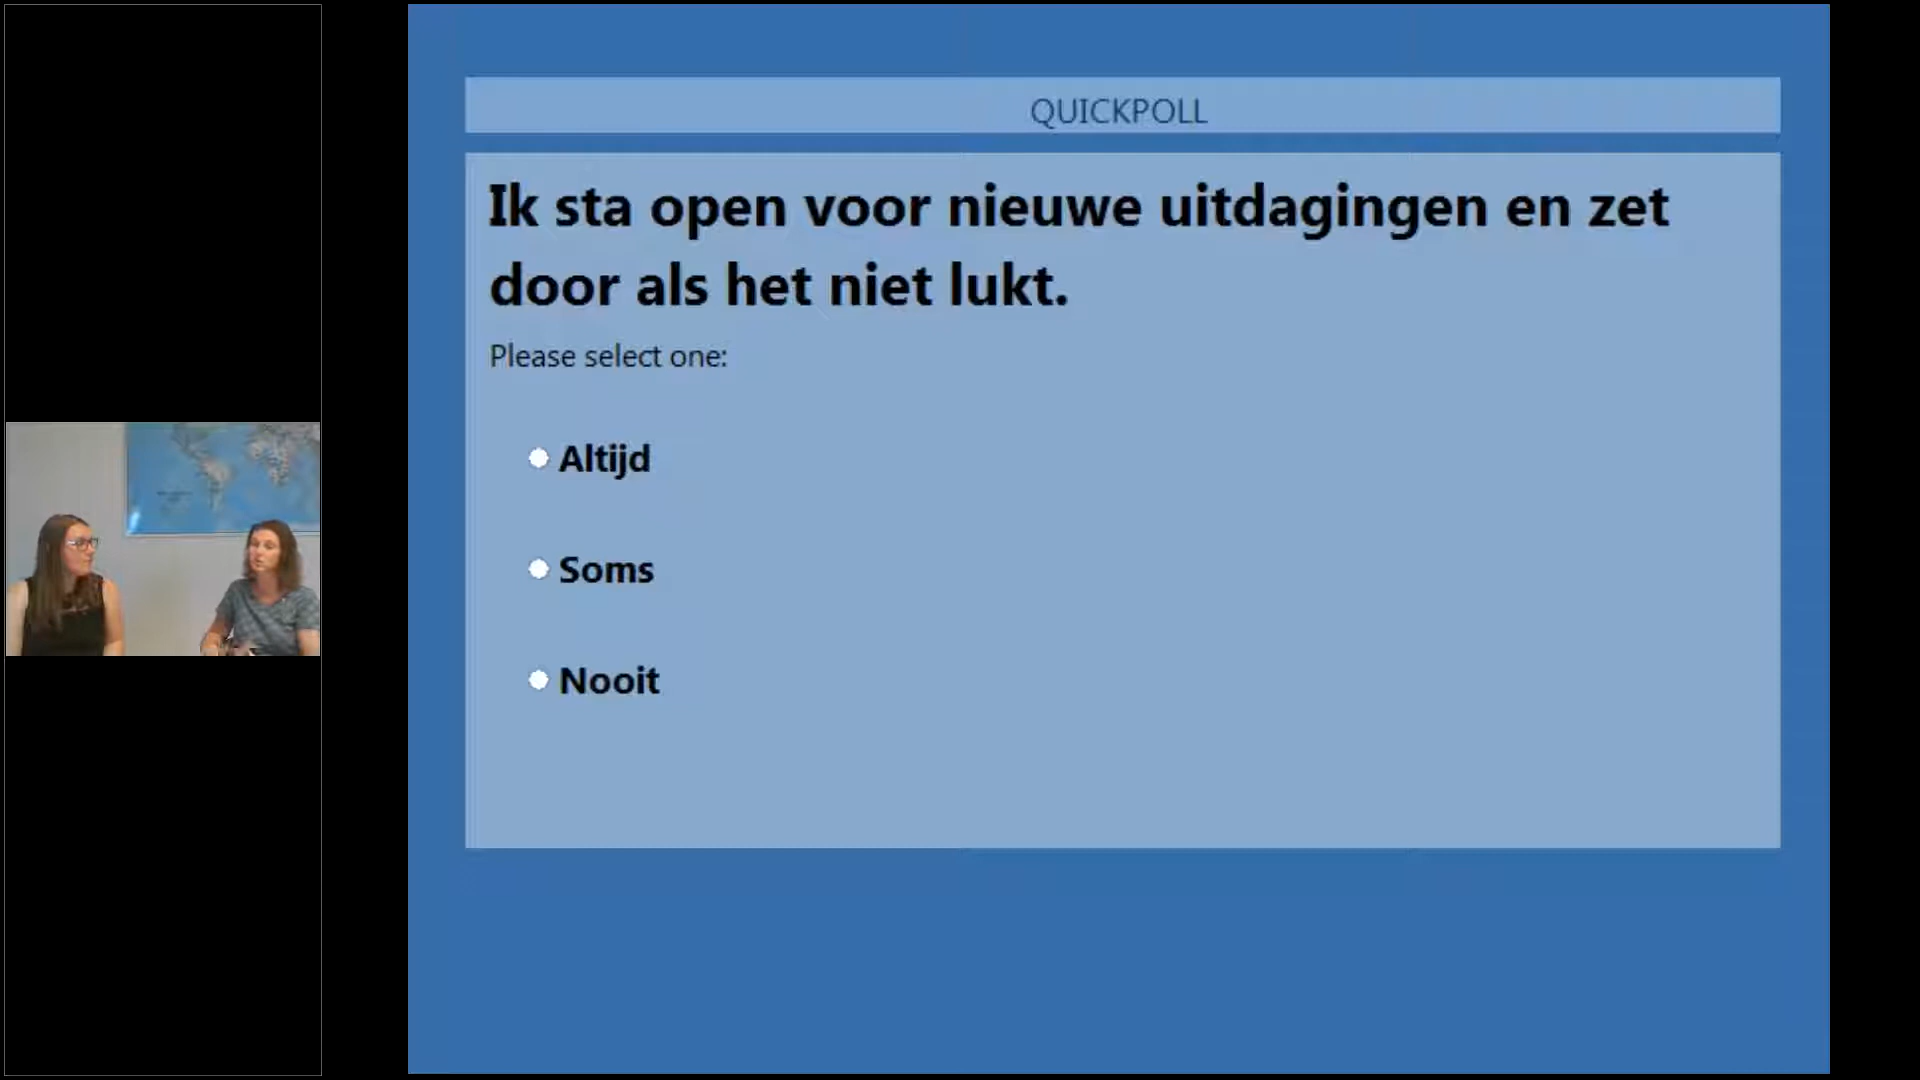 QUICKPOLL
Ik sta open voor nieuwe uitdagingen en zet
door als het niet lukt.
Please select one:
Altijd
Soms
Nooit